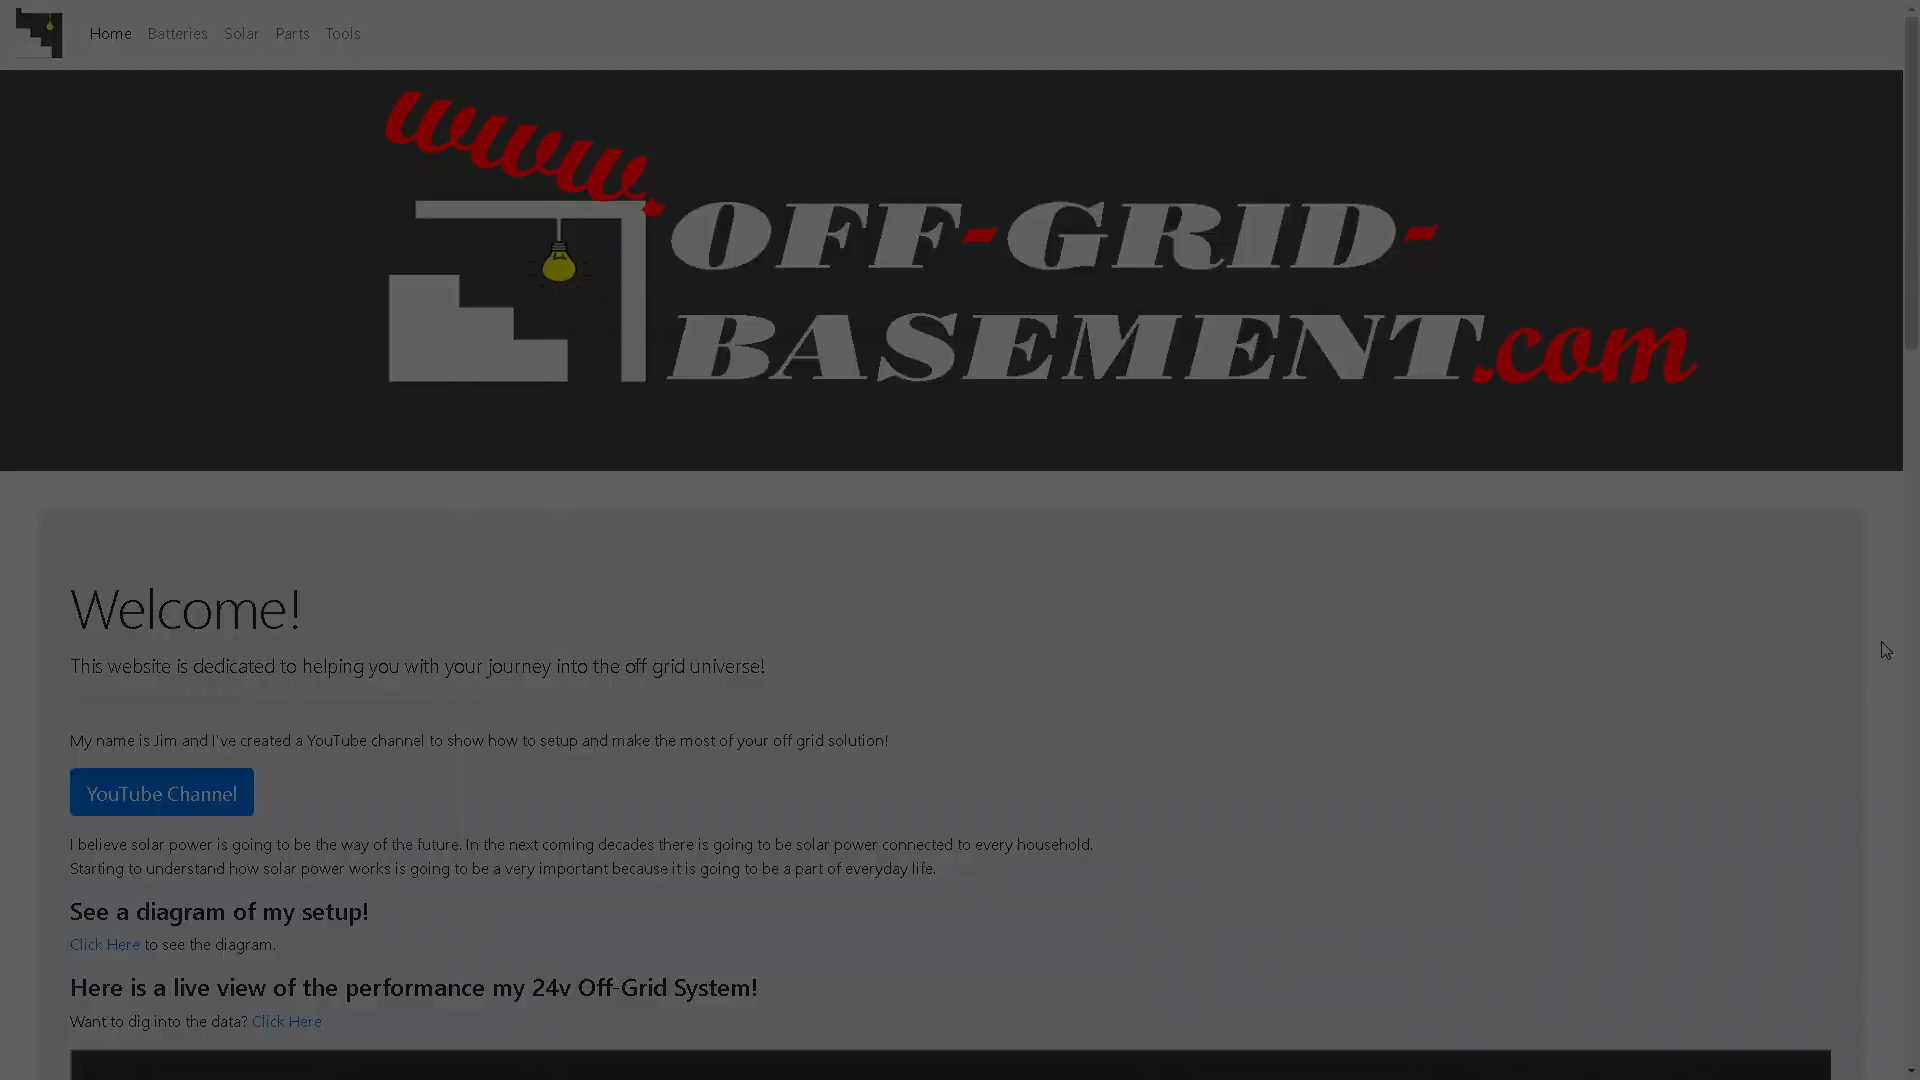 Home Batteries Solar Parts Tools
www.
OFF-GRID-
BASEMENT.com
Welcome!
This website is dedicated to helping you with your journey into the off grid universe!
My name is Jim and I've created a YouTube channel to show how to setup and make the most of your off grid solution!
YouTube Channel
I believe solar power is going to be the way of the future. In the next coming decades there is going to be solar power connected to every household.
Starting to understand how solar power works is going to be a very important because it is going to be a part of everyday life.
See a diagram of my setup!
Click Here to see the diagram.
Here is a live view of the performance my 24v Off-Grid System!
Want to dig into the data? Click Here